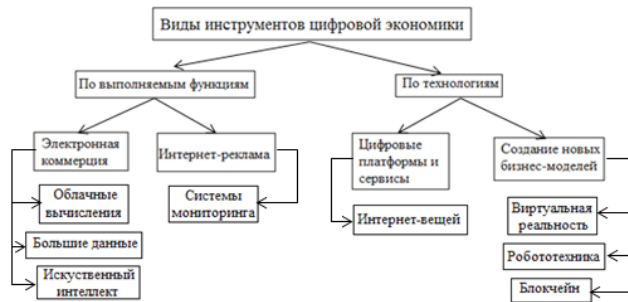 Виды инструментов цифровой экономики
По выполняемым функциям
По технологиям
Электронная
коммерция
Интернет-реклама
Цифровые
платформы и
сервисы
Создание новых
бизнес-моделей
Облачные
вычисления
Системы
мониторинга
Интернет-вещей
Виртуальная
реальность
Большие данные
Робототехника
Искуственный
интеллект
Блокчейн